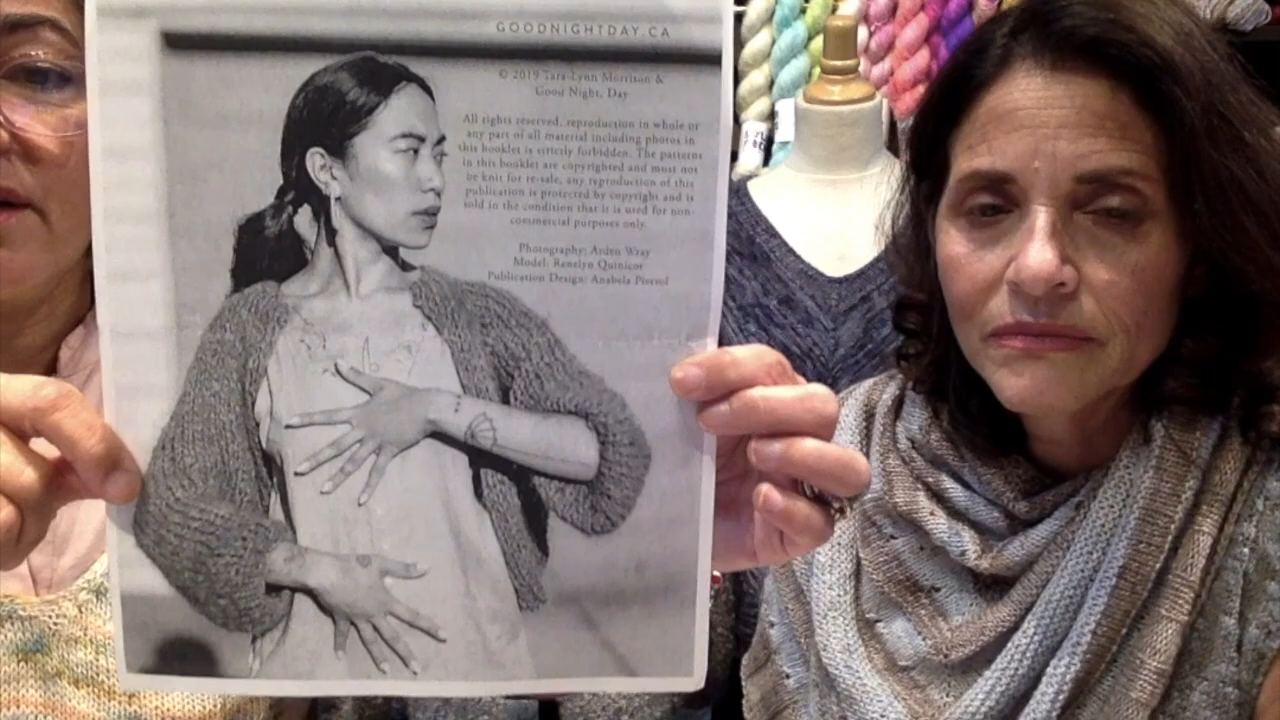 GOODNIGHTDAY.CA
© 2019 Tara-Lynn Morrison &
Good Night, Day
All rights reserved, reproduction in whole or
any part of all material including photos in
this booklet is strictly forbidden. The patterns
in this booklet are copyrighted and must not
be knit for re-sale, any reproduction of this
publication is protected by copyright and is
sold in the condition that it is used for non-
commercial purposes only.
Photography: Arden Wray
Model: Renelyn Quinicor
Publication Design: Anabela Piersol